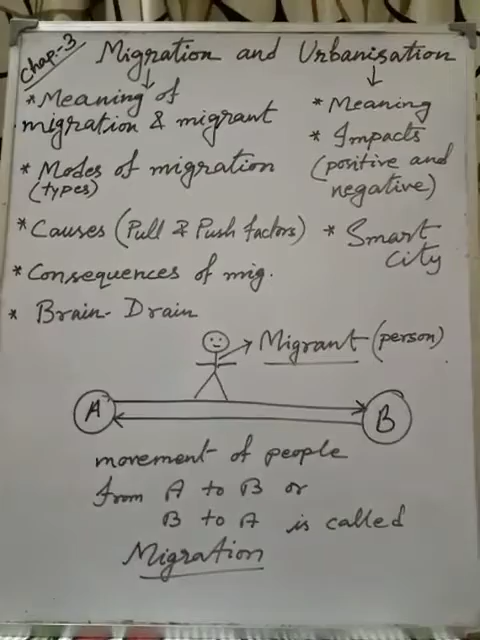 Chap:-3
Migration and Urbanisation
* Meaning of
migration & migrant
* Modes of migration
(types)
* Causes (Pull & Push factors)
* Consequences of mig.
* Brain-Drain
* Meaning
* Impacts
(positive and
negative)
* Smart
City
Migrant (person)
A
B
movement of people
from A to B or
B to A is called
Migration